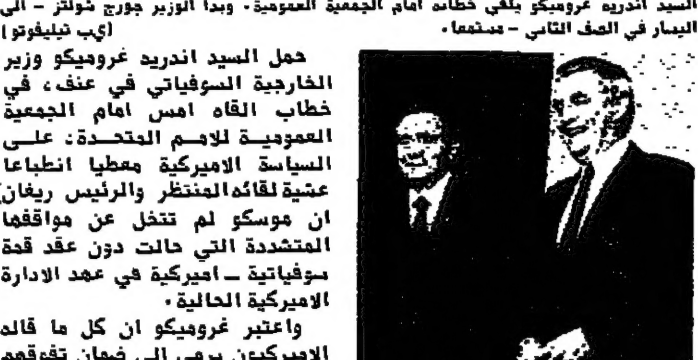 السيد اندريه غروميكو يلقي خطابه امام الجمعية العمومية. وبدا الوزير جورج شولتز – الى
اليسار في الصف الثاني – مستمعا.
(اي.ب تيليفوتو)
حمل السيد اندريه غروميكو وزير
الخارجية السوفياتي في عنف، في
خطاب القاه امس امام الجمعية
العمومية للامم المتحدة، على
السياسة الاميركية معطيا انطباعا
عشية لقائه المنتظر والرئيس ريغان
ان موسكو لم تتخل عن مواقفها
المتشددة التي حالت دون عقد قمة
سوفياتية – اميركية في عهد الادارة
الاميركية الحالية.
واعتبر غروميكو ان كل ما قاله
الاميركيون يرمي الى ضمان تفوقهم